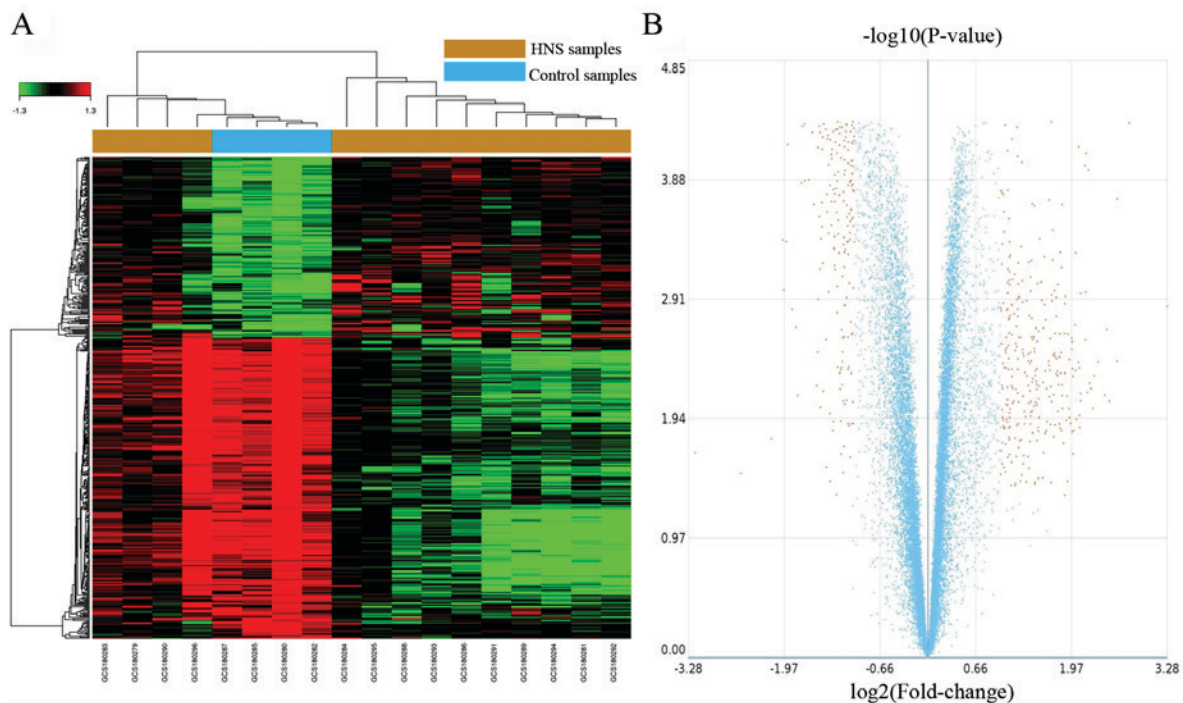 A
HNS samples
Control samples
-1.3 1.3
GCS180283 GCS180279 GCS180290 GCS180296 GCS180287 GCS180285 GCS180280 GCS180282 GCS180284 GCS180295 GCS180288 GCS180293 GCS180286 GCS180291 GCS180289 GCS180294 GCS180281 GCS180292
B
-log10(P-value)
4.85
3.88
2.91
1.94
0.97
0.00
-3.28 -1.97 -0.66 0.66 1.97 3.28
log2(Fold-change)